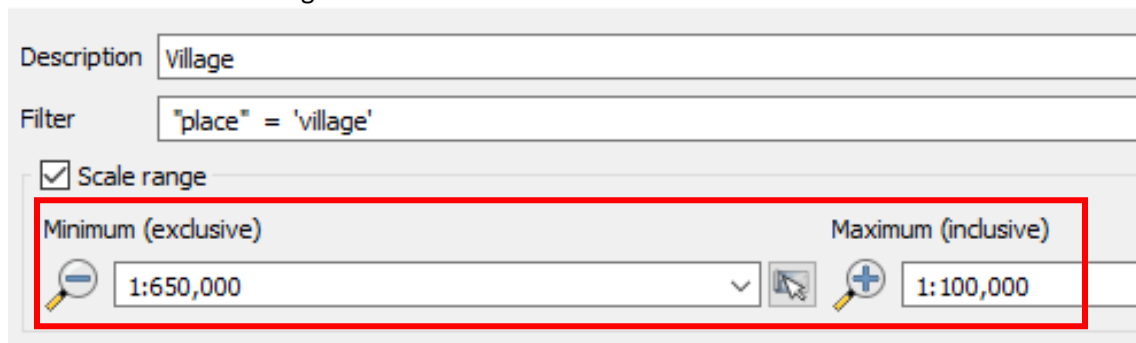 Description Village
Filter "place" = 'village'
Scale range
Minimum (exclusive) Maximum (inclusive)
1:650,000 1:100,000